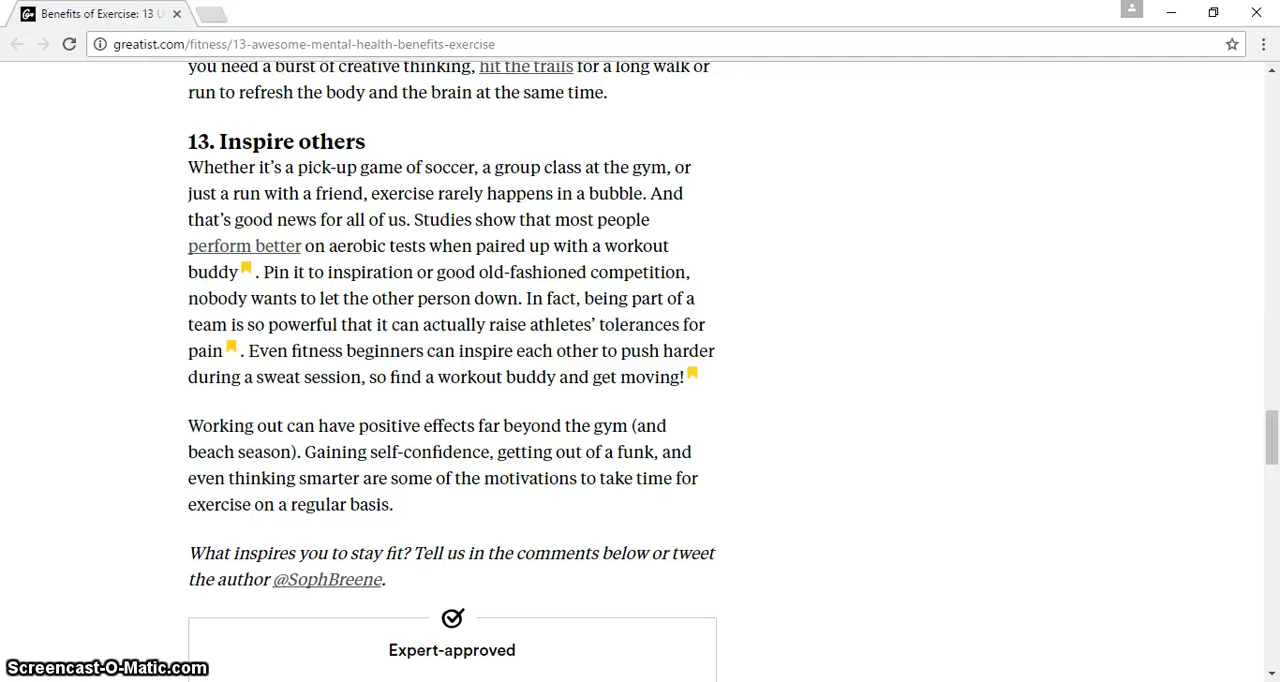 Benefits of Exercise: 13 U
greatist.com/fitness/13-awesome-mental-health-benefits-exercise
you need a burst of creative thinking, hit the trails for a long walk or
run to refresh the body and the brain at the same time.
13. Inspire others
Whether it’s a pick-up game of soccer, a group class at the gym, or
just a run with a friend, exercise rarely happens in a bubble. And
that’s good news for all of us. Studies show that most people
perform better on aerobic tests when paired up with a workout
buddy . Pin it to inspiration or good old-fashioned competition,
nobody wants to let the other person down. In fact, being part of a
team is so powerful that it can actually raise athletes’ tolerances for
pain . Even fitness beginners can inspire each other to push harder
during a sweat session, so find a workout buddy and get moving!
Working out can have positive effects far beyond the gym (and
beach season). Gaining self-confidence, getting out of a funk, and
even thinking smarter are some of the motivations to take time for
exercise on a regular basis.
What inspires you to stay fit? Tell us in the comments below or tweet
the author @SophBreene.
Expert-approved
Screencast-O-Matic.com